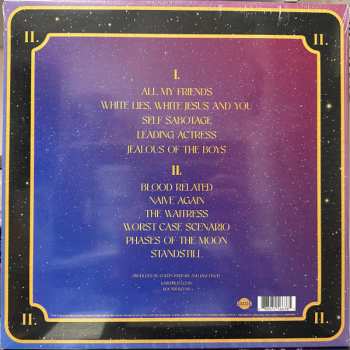 II.
II.
I.
ALL MY FRIENDS
WHITE LIES, WHITE JESUS AND YOU
SELF SABOTAGE
LEADING ACTRESS
JEALOUS OF THE BOYS
II.
BLOOD RELATED
NAIVE AGAIN
THE WAITRESS
WORST CASE SCENARIO
PHASES OF THE MOON
STANDSTILL
II.
II.